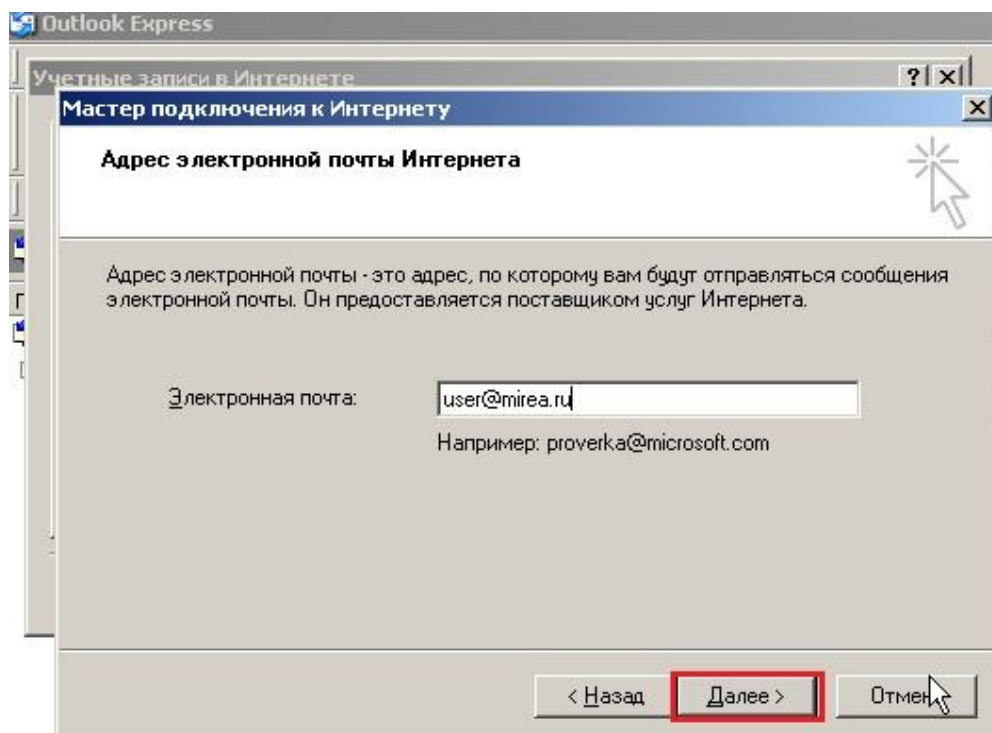 Outlook Express
Учетные записи в Интернете
Мастер подключения к Интернету
Адрес электронной почты Интернета
Адрес электронной почты - это адрес, по которому вам будут отправляться сообщения
электронной почты. Он предоставляется поставщиком услуг Интернета.
Электронная почта: user@mirea.ru
Например: proverka@microsoft.com
< Назад Далее > Отмена